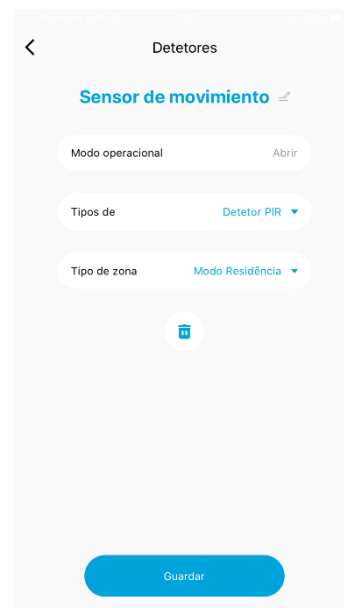 Detetores
Sensor de movimiento
Modo operacional Abrir
Tipos de Detetor PIR
Tipo de zona Modo Residência
Guardar